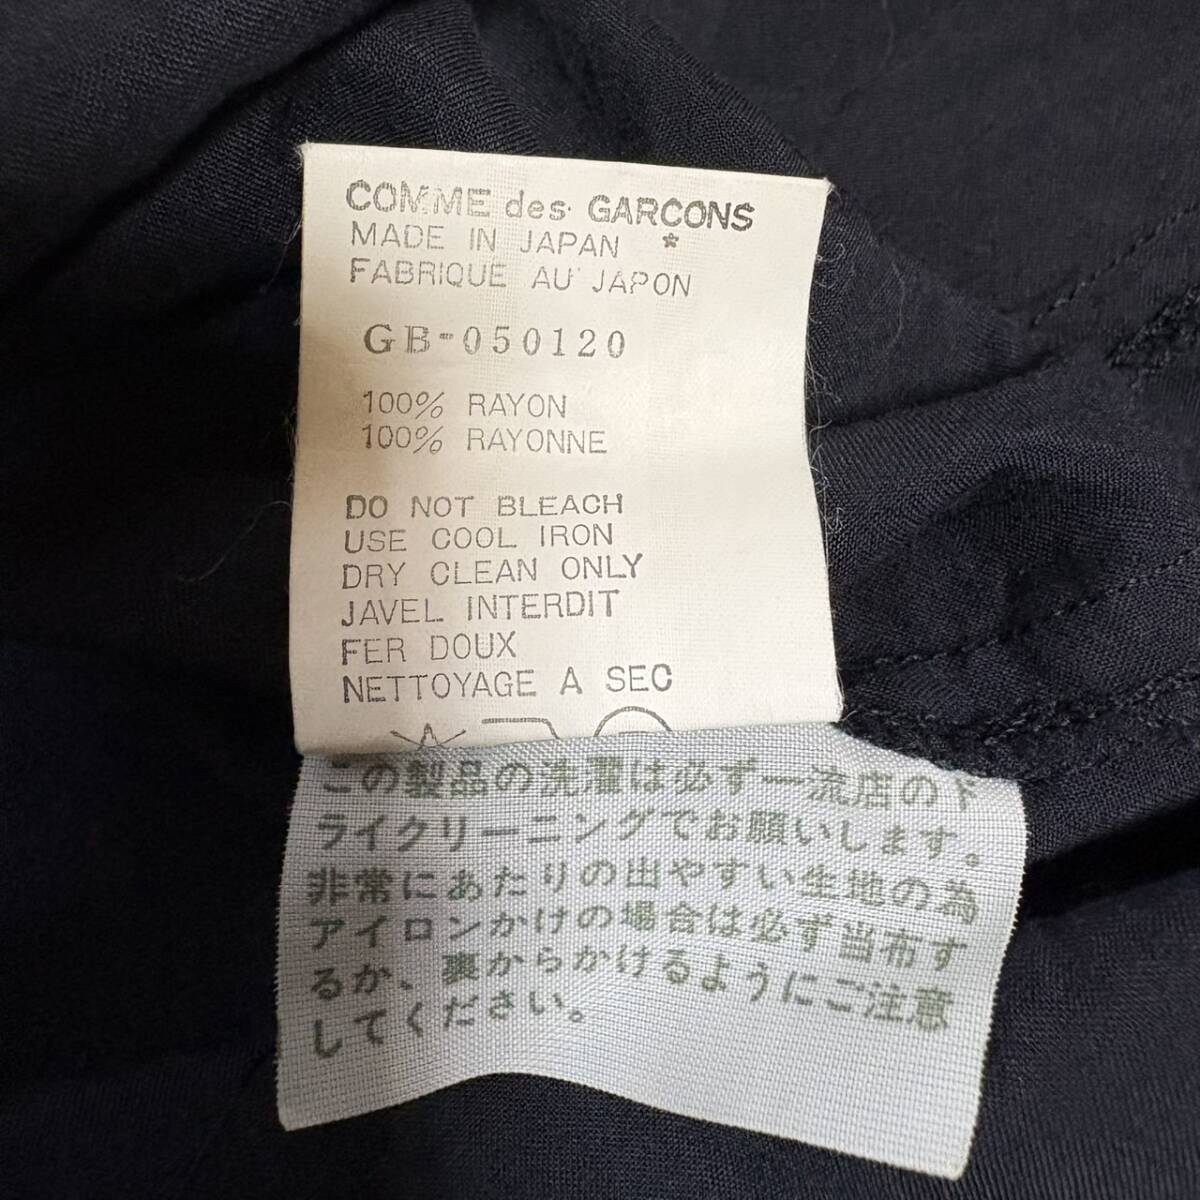 COMME des GARCONS
MADE IN JAPAN *
FABRIQUE AU JAPON
GB-050120
100% RAYON
100% RAYONNE
DO NOT BLEACH
USE COOL IRON
DRY CLEAN ONLY
JAVEL INTERDIT
FER DOUX
NETTOYAGE A SEC
この製品の洗濯は必ず一流店のド
ライクリーニングでお願いします。
非常にあたりの出やすい生地の為
アイロンかけの場合は必ず当布す
るか、裏からかけるようにご注意
してください。